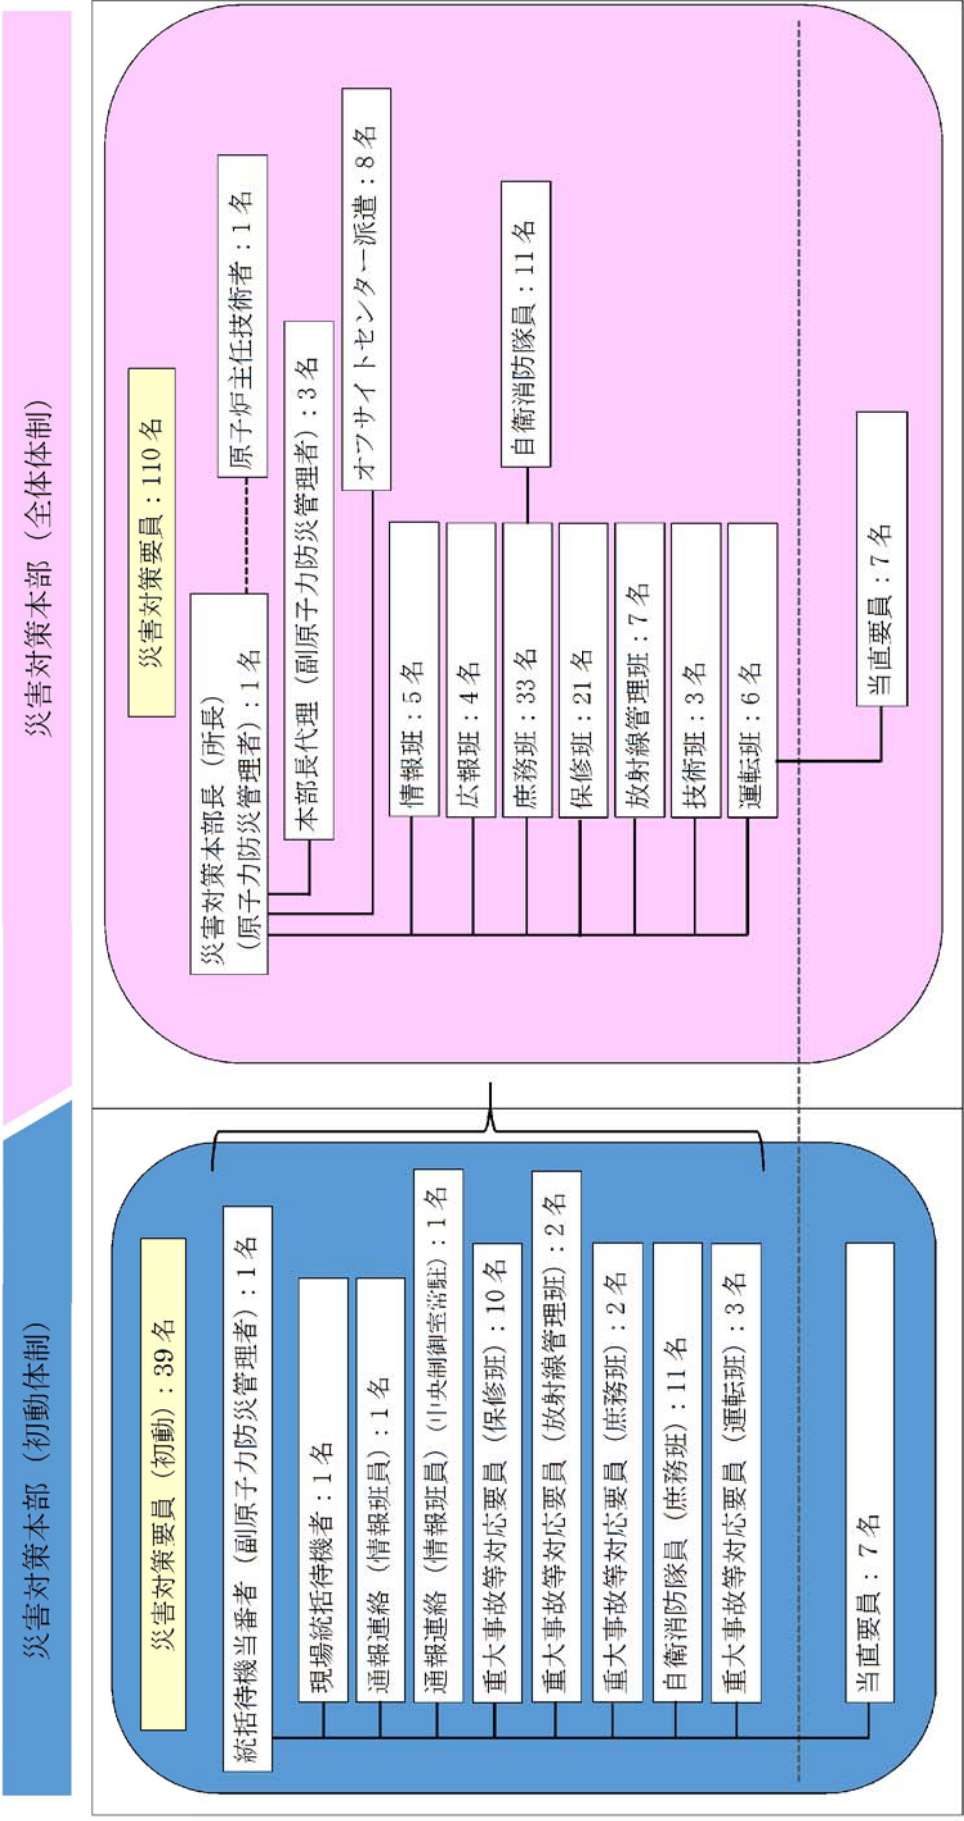 災害対策本部（初動体制）
災害対策本部（全体体制）
災害対策要員（初動）：39名
統括待機当番者（副原子力防災管理者）：1名
現場統括待機者：1名
通報連絡（情報班員）：1名
通報連絡（情報班員）（中央制御室常駐）：1名
重大事故等対応要員（保修班）：10名
重大事故等対応要員（放射線管理班）：2名
重大事故等対応要員（庶務班）：2名
自衛消防隊員（庶務班）：11名
重大事故等対応要員（運転班）：3名
当直要員：7名
災害対策要員：110名
災害対策本部長（所長）
（原子力防災管理者）：1名
原子炉主任技術者：1名
本部長代理（副原子力防災管理者）：3名
オフサイトセンター派遣：8名
情報班：5名
広報班：4名
庶務班：33名
自衛消防隊員：11名
保修班：21名
放射線管理班：7名
技術班：3名
運転班：6名
当直要員：7名